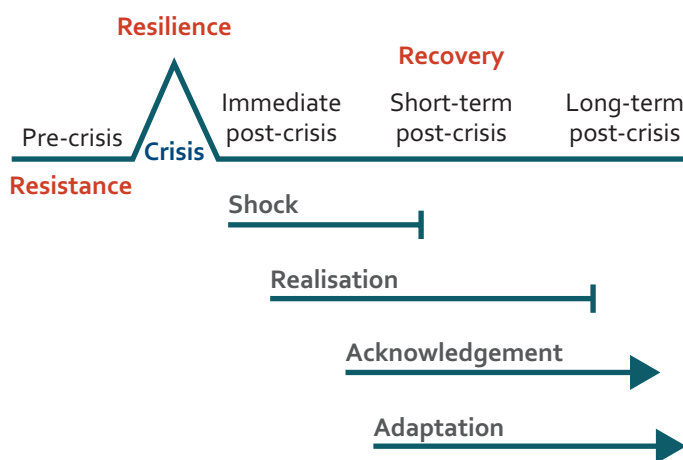 Resilience
Recovery
Pre-crisis
Crisis
Immediate
post-crisis
Short-term
post-crisis
Long-term
post-crisis
Resistance
Shock
Realisation
Acknowledgement
Adaptation